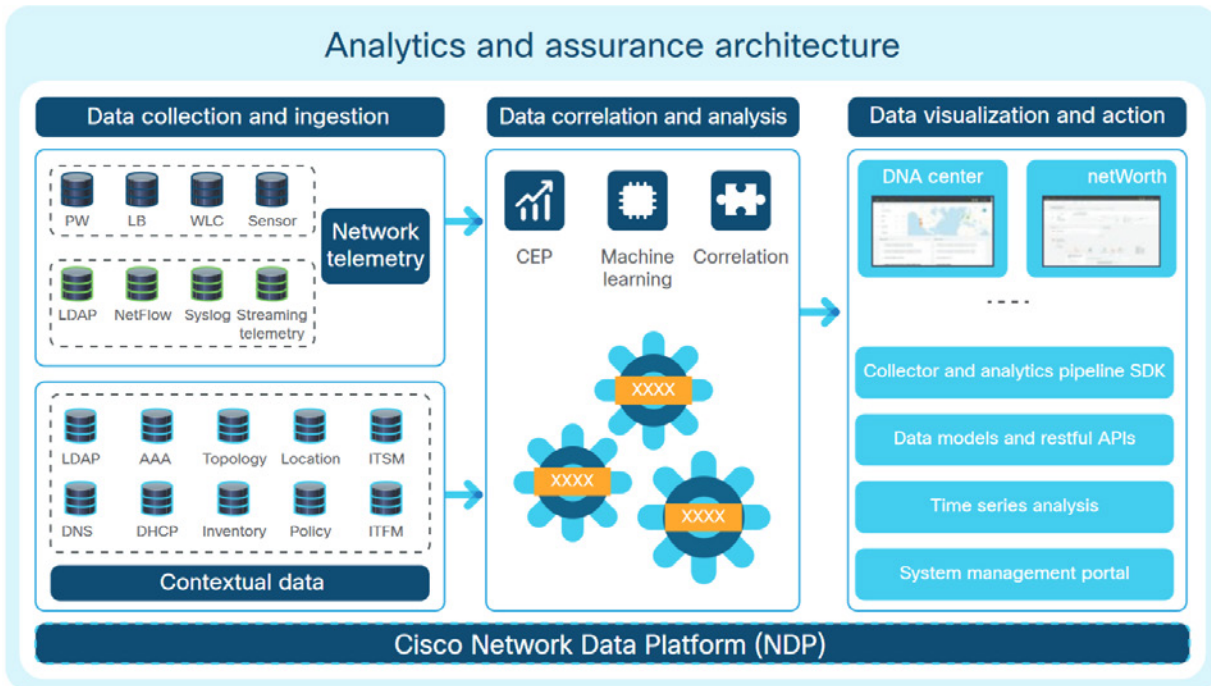 Analytics and assurance architecture
Data collection and ingestion
PW LB WLC Sensor
LDAP NetFlow Syslog Streaming
telemetry
Network
telemetry
LDAP AAA Topology Location ITSM
DNS DHCP Inventory Policy ITFM
Contextual data
Data correlation and analysis
CEP Machine Correlation
learning
XXXX
XXXX
XXXX
Data visualization and action
DNA center netWorth
Collector and analytics pipeline SDK
Data models and restful APIs
Time series analysis
System management portal
Cisco Network Data Platform (NDP)